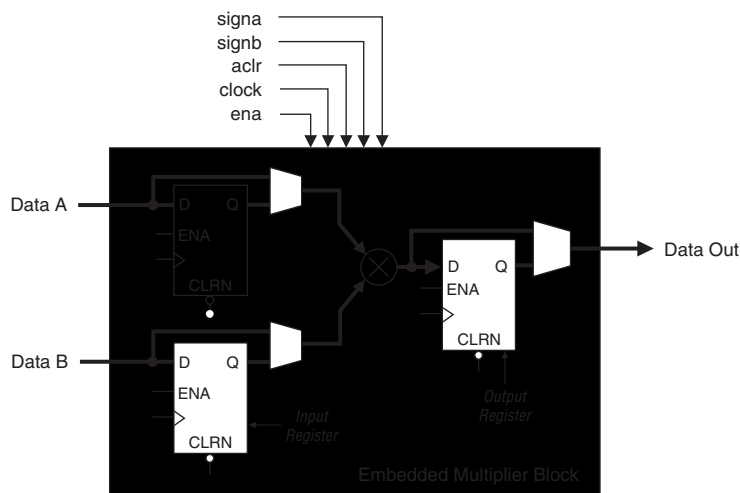 signa
signb
aclr
clock
ena
Data A
D Q
ENA
CLRN
Data B
D Q
ENA
CLRN
Input
Register
D Q
ENA
CLRN
Output
Register
Data Out
Embedded Multiplier Block